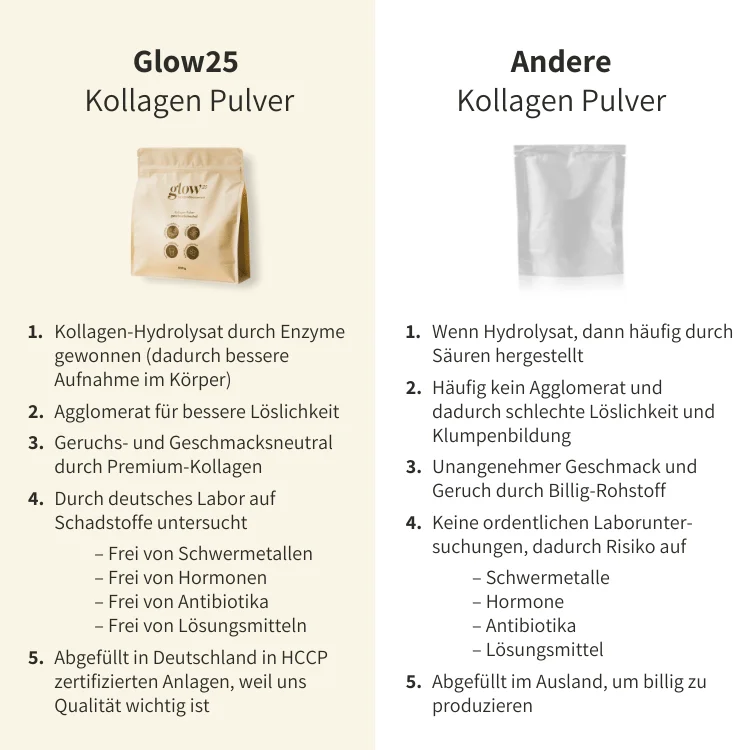 Glow25
Kollagen Pulver
glow25
1. Kollagen-Hydrolysat durch Enzyme
gewonnen (dadurch bessere
Aufnahme im Körper)
2. Agglomerat für bessere Löslichkeit
3. Geruchs- und Geschmacksneutral
durch Premium-Kollagen
4. Durch deutsches Labor auf
Schadstoffe untersucht
– Frei von Schwermetallen
– Frei von Hormonen
– Frei von Antibiotika
– Frei von Lösungsmitteln
5. Abgefüllt in Deutschland in HCCP
zertifizierten Anlagen, weil uns
Qualität wichtig ist
Andere
Kollagen Pulver
1. Wenn Hydrolysat, dann häufig durch
Säuren hergestellt
2. Häufig kein Agglomerat und
dadurch schlechte Löslichkeit und
Klumpenbildung
3. Unangenehmer Geschmack und
Geruch durch Billig-Rohstoff
4. Keine ordentlichen Laborunter-
suchungen, dadurch Risiko auf
– Schwermetalle
– Hormone
– Antibiotika
– Lösungsmittel
5. Abgefüllt im Ausland, um billig zu
produzieren